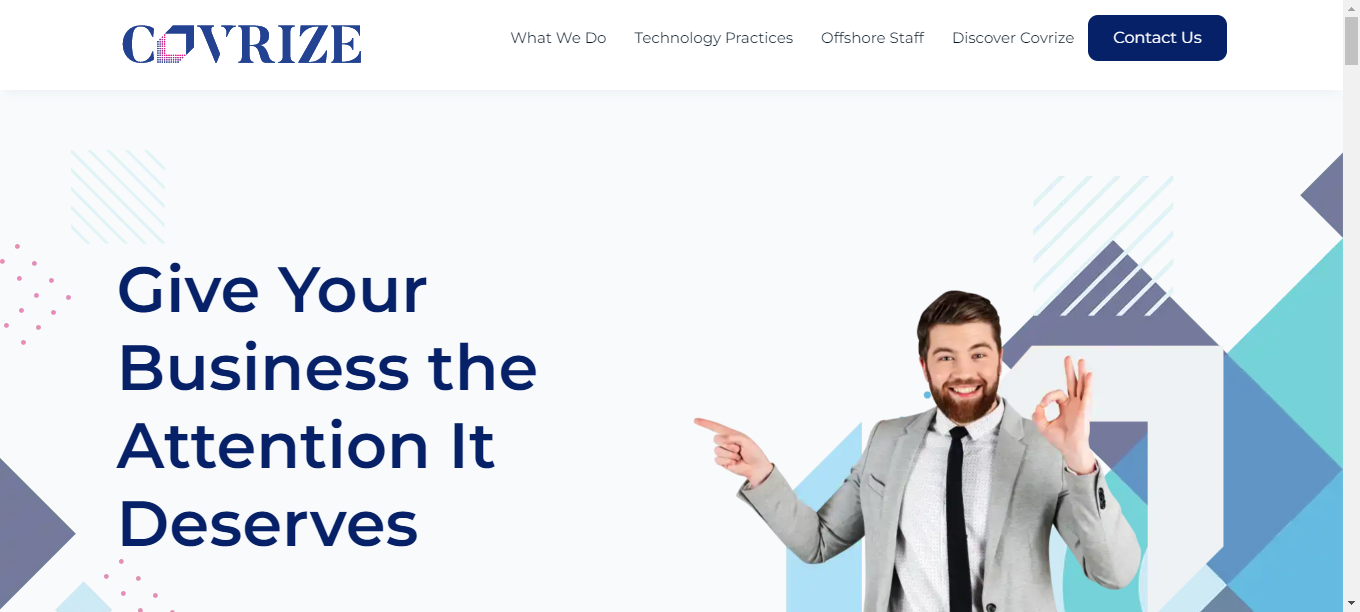 COVRIZE
What We Do
Technology Practices
Offshore Staff
Discover Covrize
Contact Us
Give Your
Business the
Attention It
Deserves